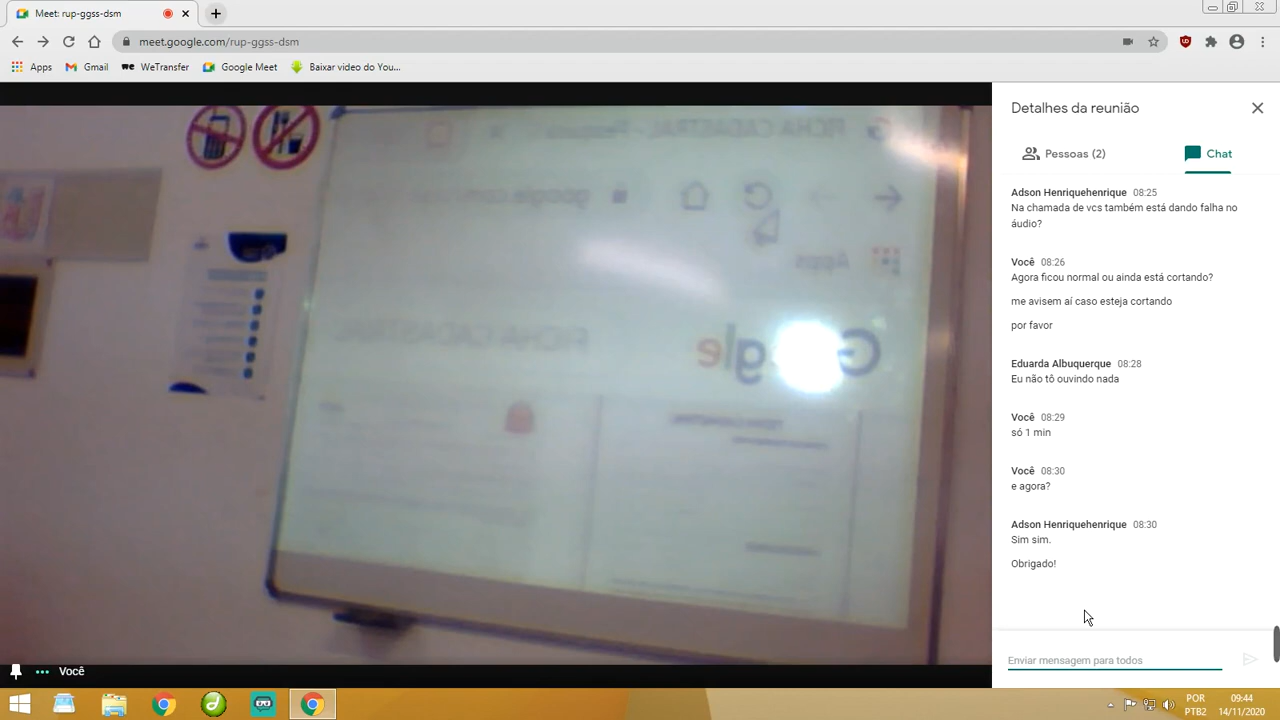 Meet: rup-ggss-dsm
meet.google.com/rup-ggss-dsm
Apps
Gmail
WeTransfer
Google Meet
Baixar video do You...
FICHA CADASTRAL
Apps
FICHA CADASTRAL
Você
Detalhes da reunião
Pessoas (2)
Chat
Adson Henriquehenrique 08:25
Na chamada de vcs também está dando falha no
áudio?
Você 08:26
Agora ficou normal ou ainda está cortando?
me avisem aí caso esteja cortando
por favor
Eduarda Albuquerque 08:28
Eu não tô ouvindo nada
Você 08:29
só 1 min
Você 08:30
e agora?
Adson Henriquehenrique 08:30
Sim sim.
Obrigado!
Enviar mensagem para todos
POR 09:44
PTB2 14/11/2020